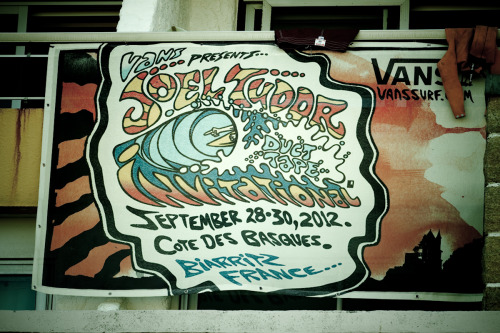 VANS
PRESENTS...
JOEL TUDOR
DUCT
TAPE
INVITATIONAL
SEPTEMBER 28-30, 2012.
COTE DES BASQUES.
BIARRITZ
FRANCE...
VANS
VANSSURF.COM